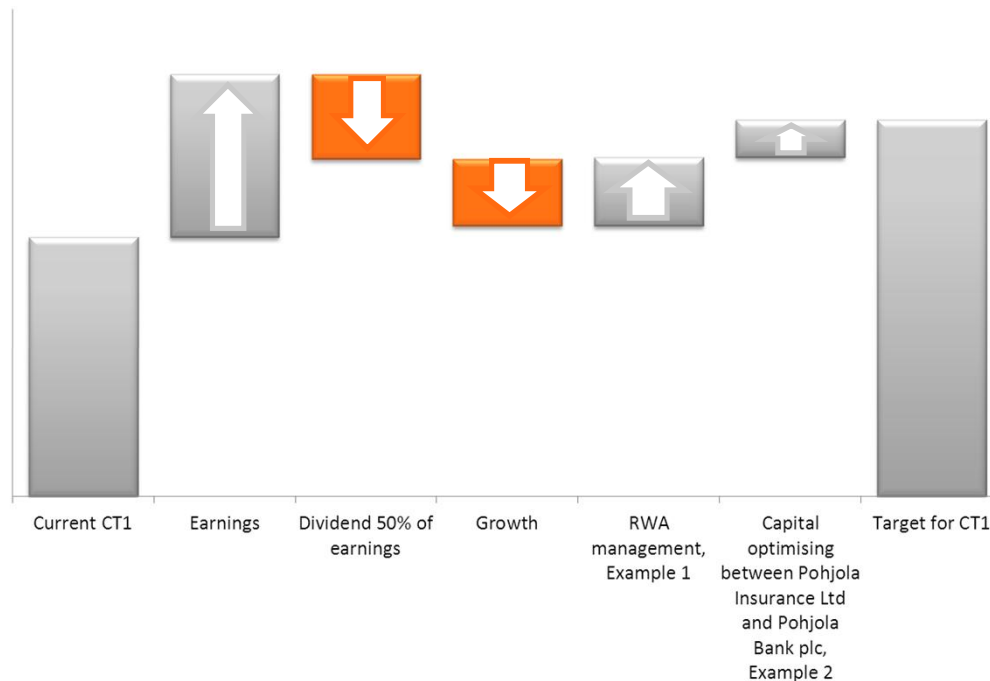 Current CT1
Earnings
Dividend 50% of
earnings
Growth
RWA
management,
Example 1
Capital
optimising
between Pohjola
Insurance Ltd
and Pohjola
Bank plc,
Example 2
Target for CT1